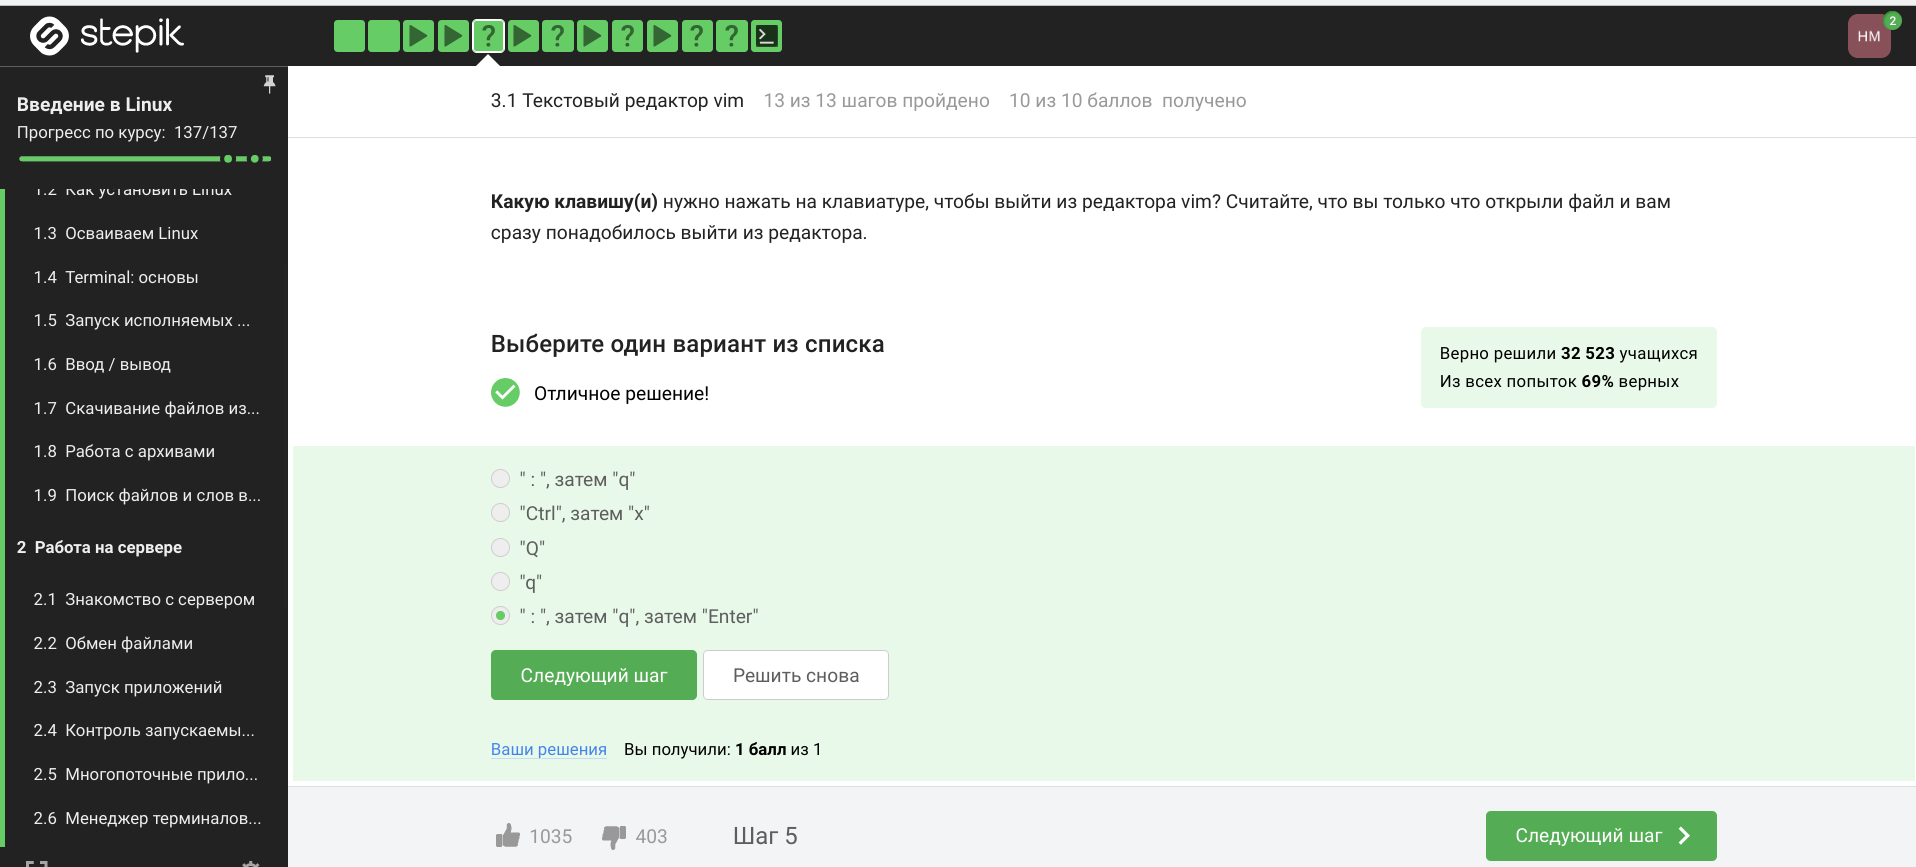 stepik
НМ
2
Введение в Linux
Прогресс по курсу: 137/137
1.2 Как установить Linux
1.3 Осваиваем Linux
1.4 Terminal: основы
1.5 Запуск исполняемых ...
1.6 Ввод / вывод
1.7 Скачивание файлов из...
1.8 Работа с архивами
1.9 Поиск файлов и слов в...
2 Работа на сервере
2.1 Знакомство с сервером
2.2 Обмен файлами
2.3 Запуск приложений
2.4 Контроль запускаемы...
2.5 Многопоточные прило...
2.6 Менеджер терминалов...
3.1 Текстовый редактор vim 13 из 13 шагов пройдено 10 из 10 баллов получено
Какую клавишу(и) нужно нажать на клавиатуре, чтобы выйти из редактора vim? Считайте, что вы только что открыли файл и вам
сразу понадобилось выйти из редактора.
Выберите один вариант из списка
Отличное решение!
Верно решили 32 523 учащихся
Из всех попыток 69% верных
" : ", затем "q"
"Ctrl", затем "x"
"Q"
"q"
" : ", затем "q", затем "Enter"
Следующий шаг
Решить снова
Ваши решения Вы получили: 1 балл из 1
1035 403 Шаг 5
Следующий шаг